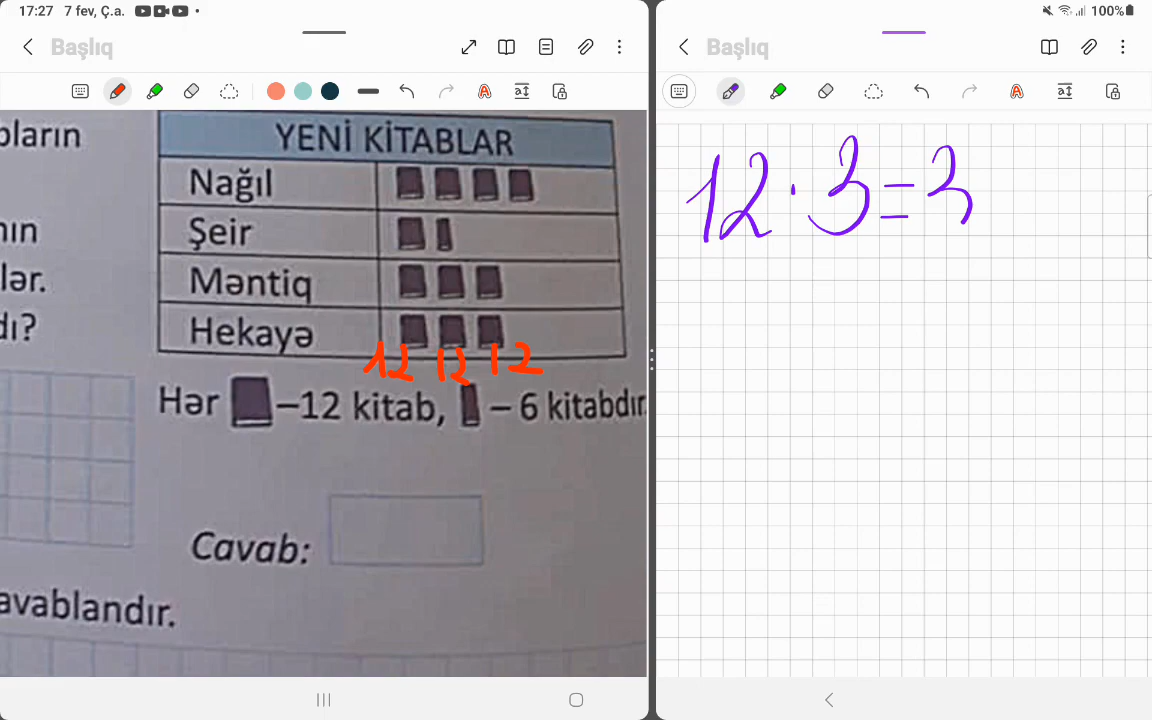 17:27 7 fev, Ç.a. 100%
Başlıq
bların
nın
lər.
dı?
YENİ KİTABLAR
Nağıl
Şeir
Məntiq
Hekayə
12 12 12
Hər –12 kitab, – 6 kitabdır.
Cavab:
avablandır.
Başlıq
12 · 3 = 3